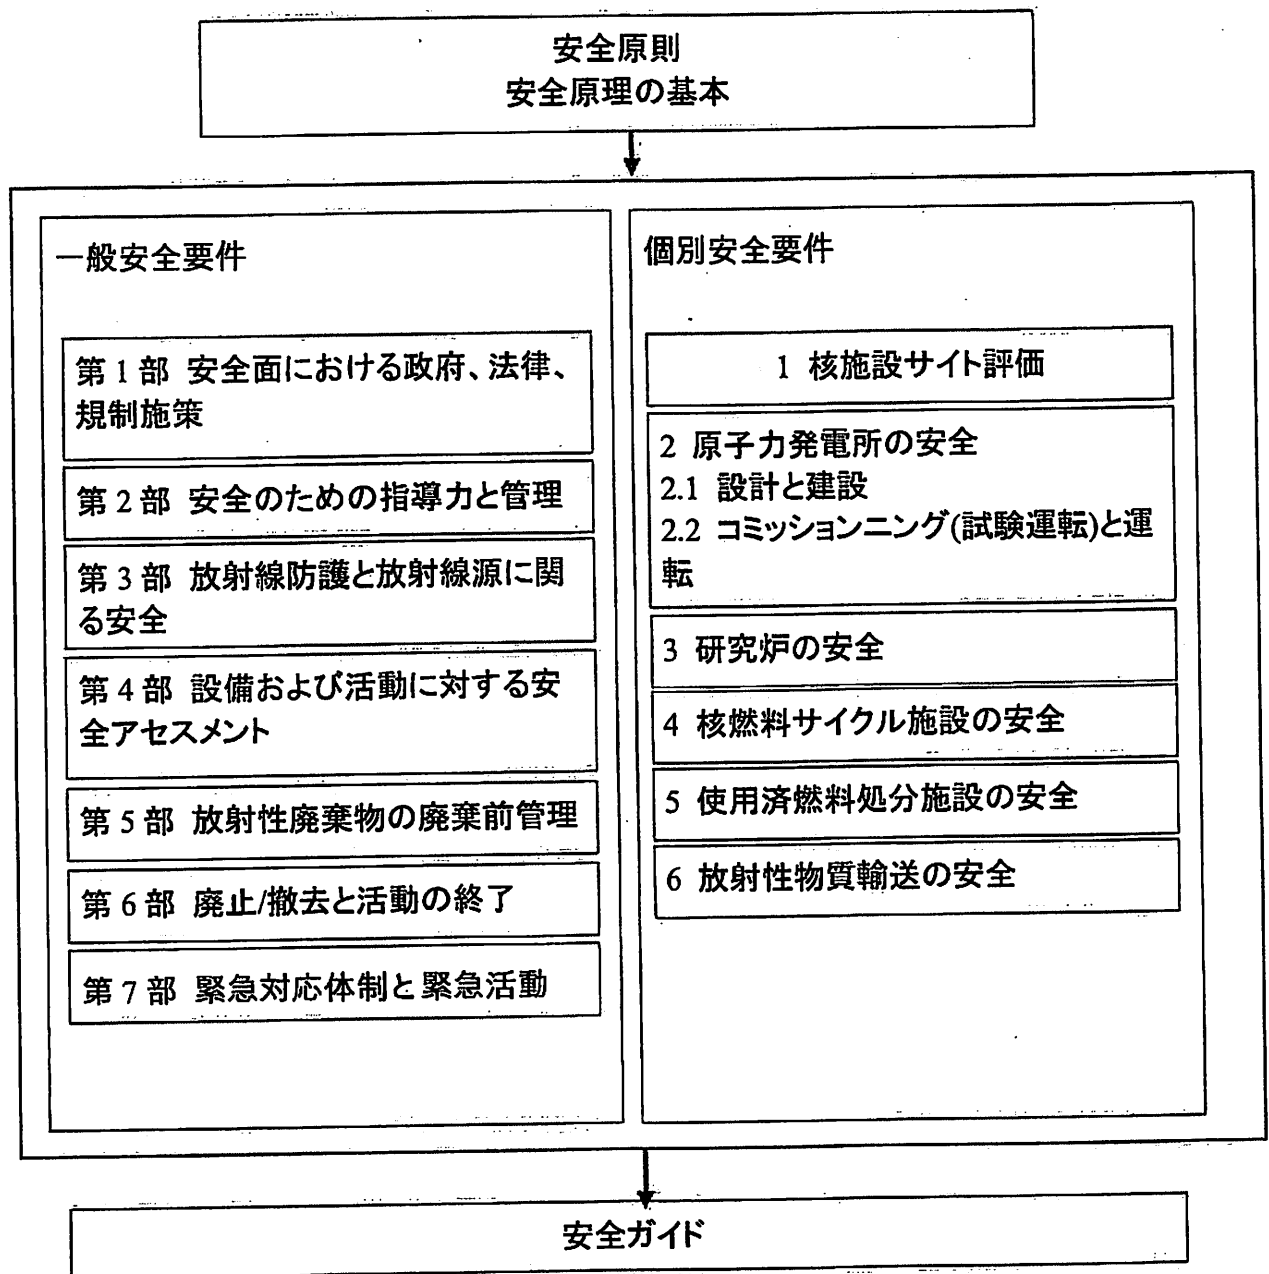 安全原則
安全原理の基本
一般安全要件
第1部 安全面における政府、法律、
規制施策
第2部 安全のための指導力と管理
第3部 放射線防護と放射線源に関
る安全
第4部 設備および活動に対する安
全アセスメント
第5部 放射性廃棄物の廃棄前管理
第6部 廃止/撤去と活動の終了
第7部 緊急対応体制と緊急活動
個別安全要件
1 核施設サイト評価
2 原子力発電所の安全
2.1 設計と建設
2.2 コミッションニング(試験運転)と運
転
3 研究炉の安全
4 核燃料サイクル施設の安全
5 使用済燃料処分施設の安全
6 放射性物質輸送の安全
安全ガイド